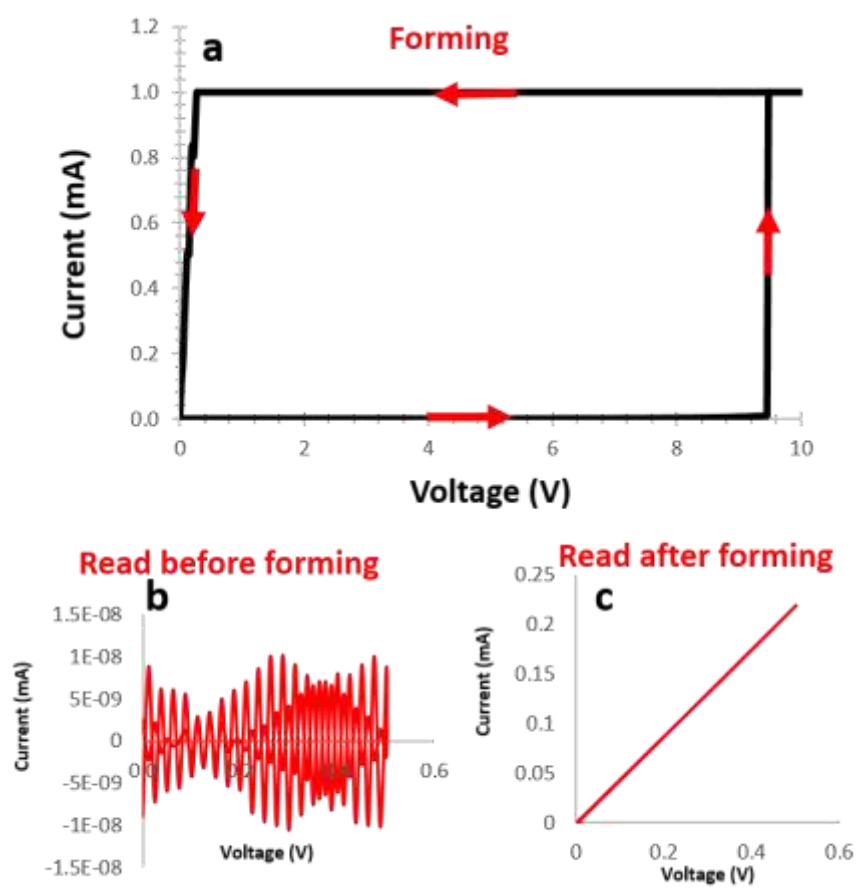 a
Forming
1.2
1.0
0.8
0.6
0.4
0.2
0.0
Current (mA)
0 2 4 6 8 10
Voltage (V)
Read before forming
b
1.5E-08
1E-08
5E-09
0
-5E-09
-1E-08
-1.5E-08
Current (mA)
0.2 0.6
Voltage (V)
Read after forming
c
0.25
0.2
0.15
0.1
0.05
0
Current (mA)
0 0.2 0.4 0.6
Voltage (V)